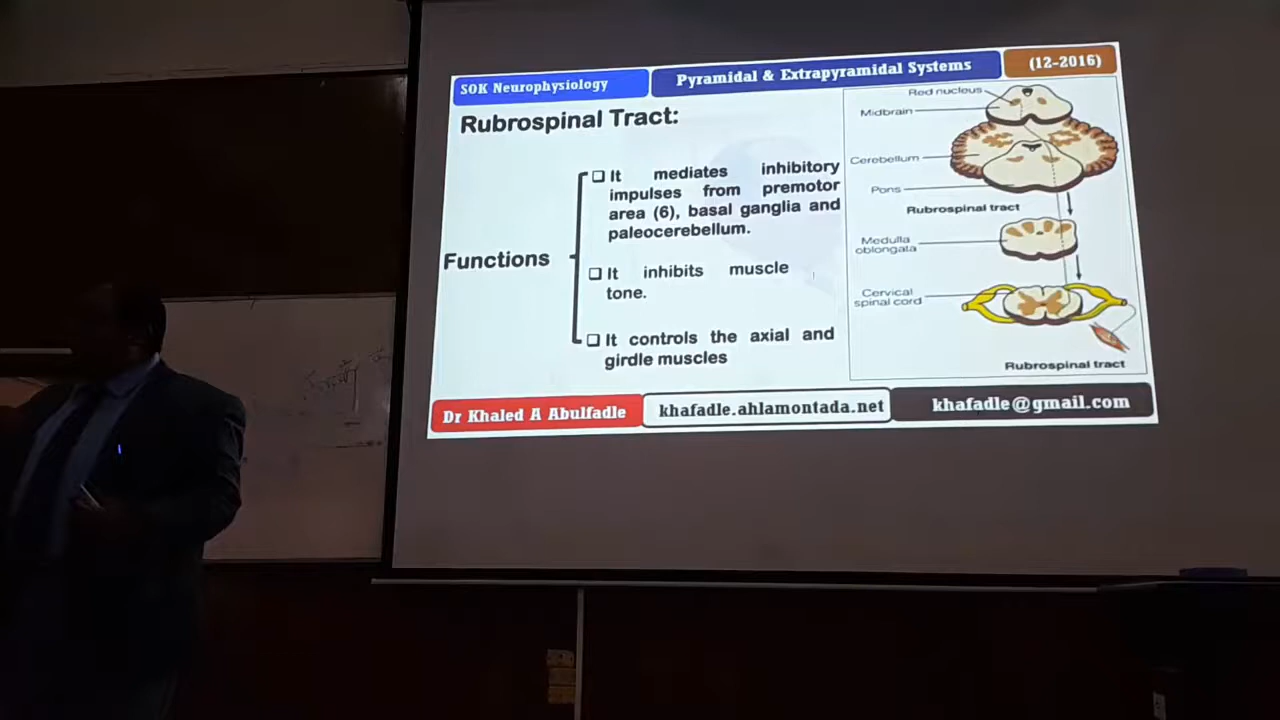 SOK Neurophysiology
Pyramidal & Extrapyramidal Systems
(12-2016)
Rubrospinal Tract:
Functions
❑ It mediates inhibitory
impulses from premotor
area (6), basal ganglia and
paleocerebellum.
❑ It inhibits muscle
tone.
❑ It controls the axial and
girdle muscles
Red nucleus
Midbrain
Cerebellum
Pons
Rubrospinal tract
Medulla
oblongata
Cervical
spinal cord
Rubrospinal tract
Dr Khaled A Abulfadle
khafadle.ahlamontada.net
khafadle@gmail.com